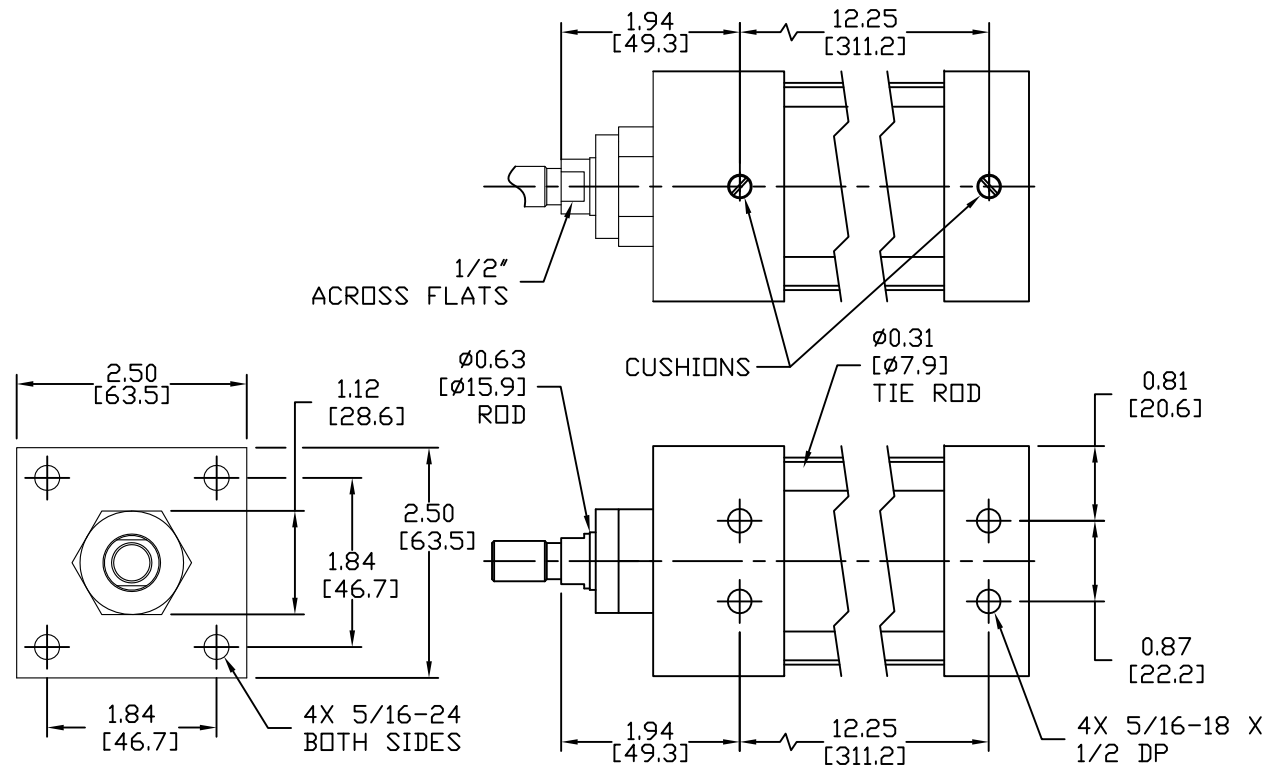 1.94
[49.3]
12.25
[311.2]
1/2"
ACROSS FLATS
CUSHIONS
Ø0.63
[Ø15.9]
ROD
Ø0.31
[Ø7.9]
TIE ROD
2.50
[63.5]
1.12
[28.6]
0.81
[20.6]
2.50
[63.5]
1.84
[46.7]
0.87
[22.2]
1.84
[46.7]
4X 5/16-24
BOTH SIDES
1.94
[49.3]
12.25
[311.2]
4X 5/16-18 X
1/2 DP